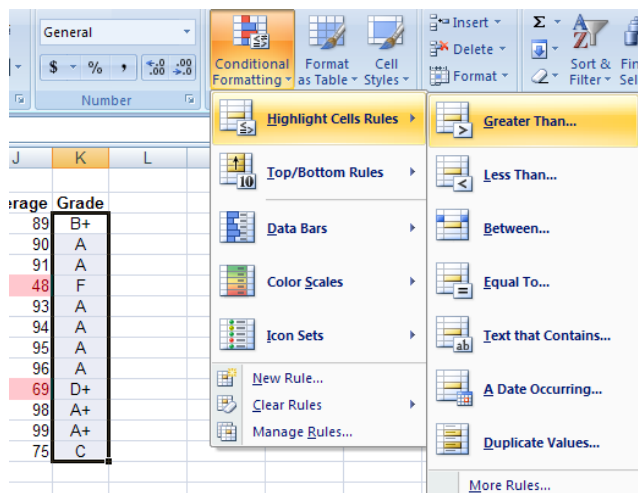 General
Insert
Σ
Delete
$ % , .0 .00 .00 .0
Conditional Formatting
Format as Table
Cell Styles
Format
Sort & Filter
Number
Highlight Cells Rules
Top/Bottom Rules
10
Data Bars
Color Scales
Icon Sets
New Rule...
Clear Rules
Manage Rules...
Greater Than...
Less Than...
Between...
Equal To...
Text that Contains...
ab
A Date Occurring...
Duplicate Values...
More Rules...
J K L
erage Grade
89 B+
90 A
91 A
48 F
93 A
94 A
95 A
96 A
69 D+
98 A+
99 A+
75 C